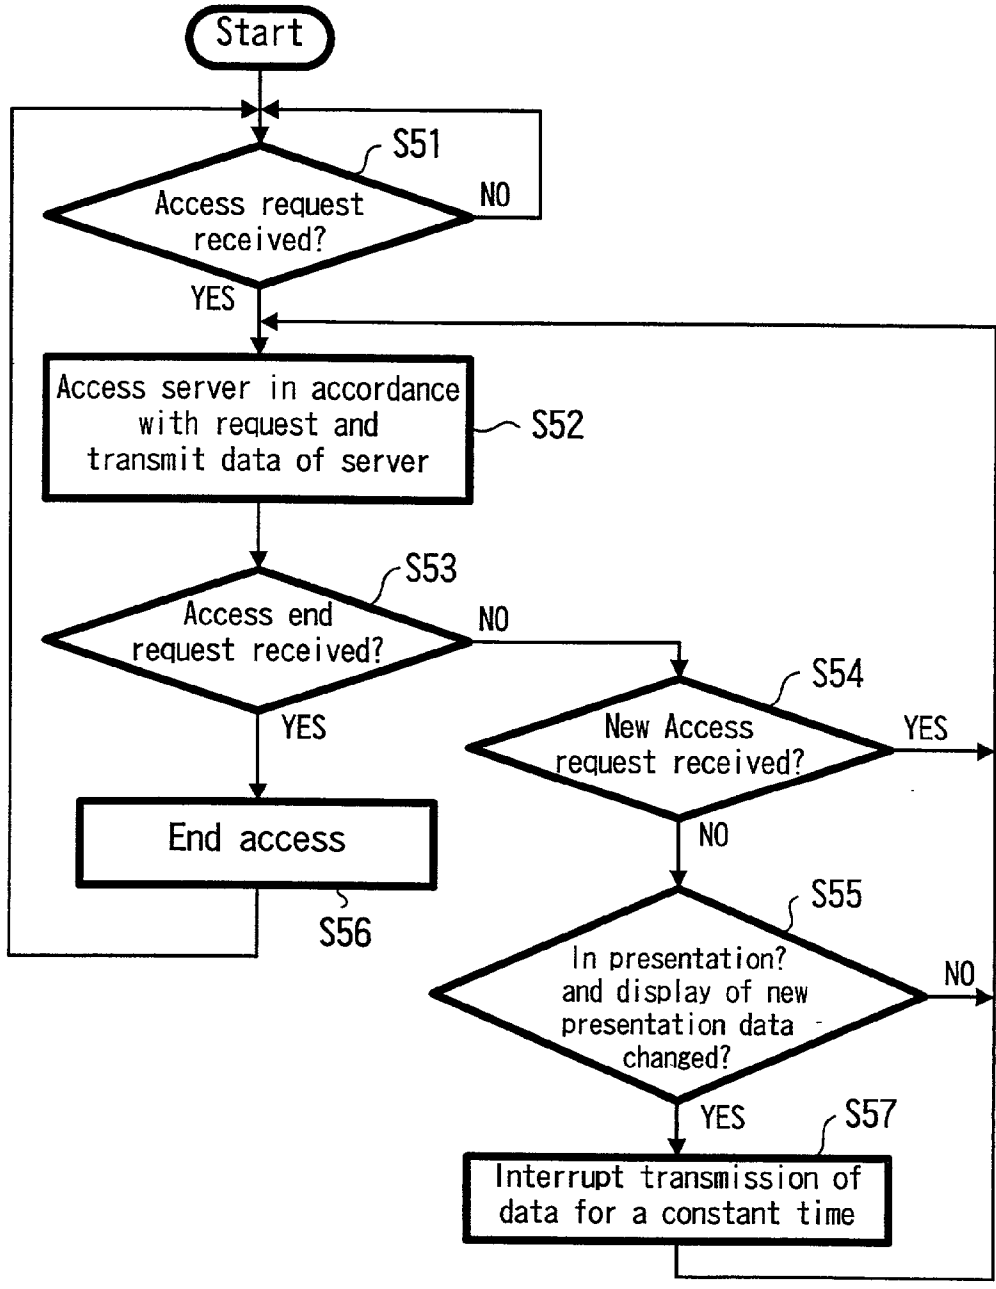 Start
S51
Access request
received?
NO
YES
Access server in accordance
with request and
transmit data of server
S52
S53
Access end
request received?
NO
YES
S54
New Access
request received?
YES
NO
End access
S56
S55
In presentation?
and display of new
presentation data
changed?
NO
YES
S57
Interrupt transmission of
data for a constant time